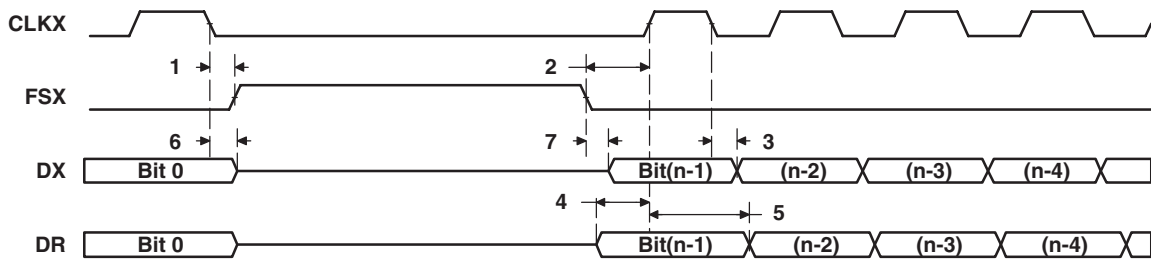 CLKX
1 2
FSX
6 7 3
DX Bit 0 Bit(n-1) (n-2) (n-3) (n-4)
4 5
DR Bit 0 Bit(n-1) (n-2) (n-3) (n-4)